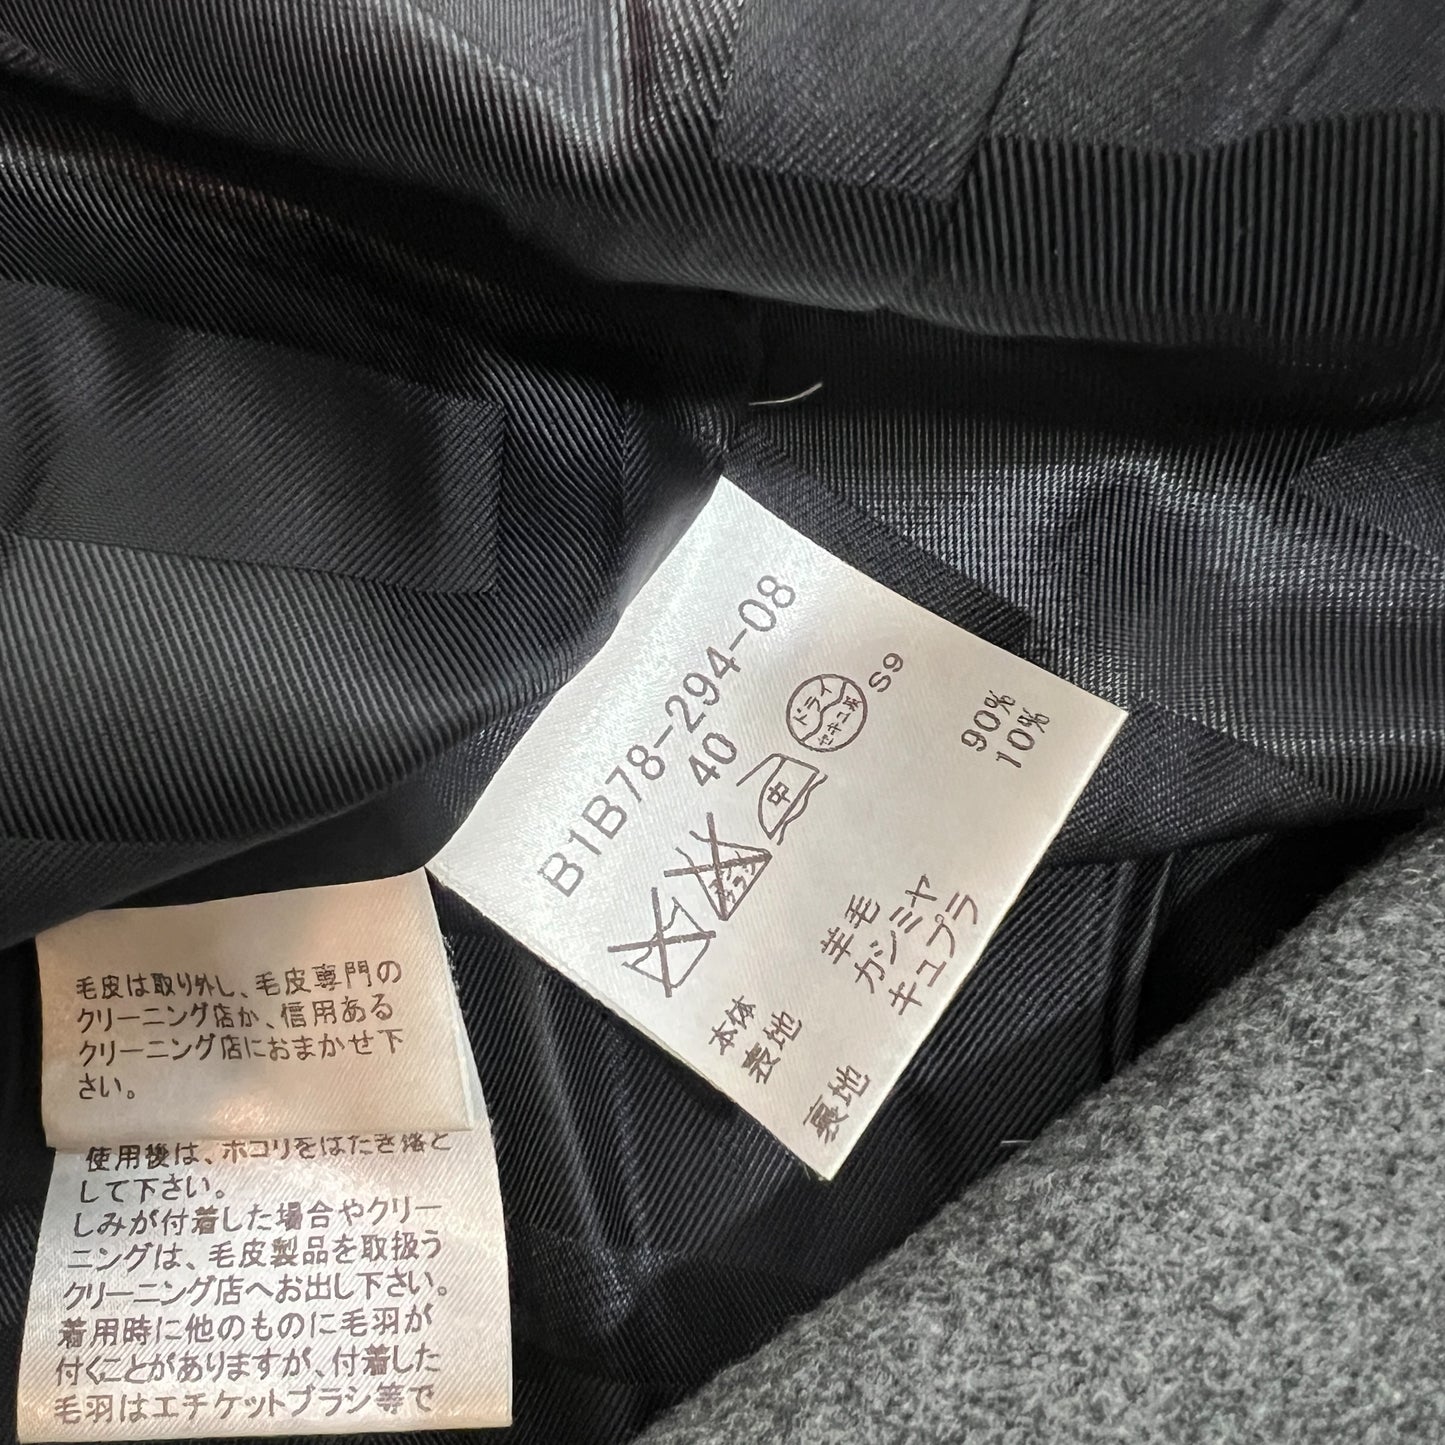 B1B78-294-08
40
ドライ
セキユ系
中
エンソサラシ
S9
本体
表地
羊毛
90%
カシミヤ
10%
裏地
キュプラ
毛皮は取り外し、毛皮専門の
クリーニング店か、信用ある
クリーニング店におまかせ下
さい。
使用後は、ホコリをはたき落と
して下さい。
しみが付着した場合やクリー
ニングは、毛皮製品を取扱う
クリーニング店へお出し下さい。
着用時に他のものに毛羽が
付くことがありますが、付着した
毛羽はエチケットブラシ等で